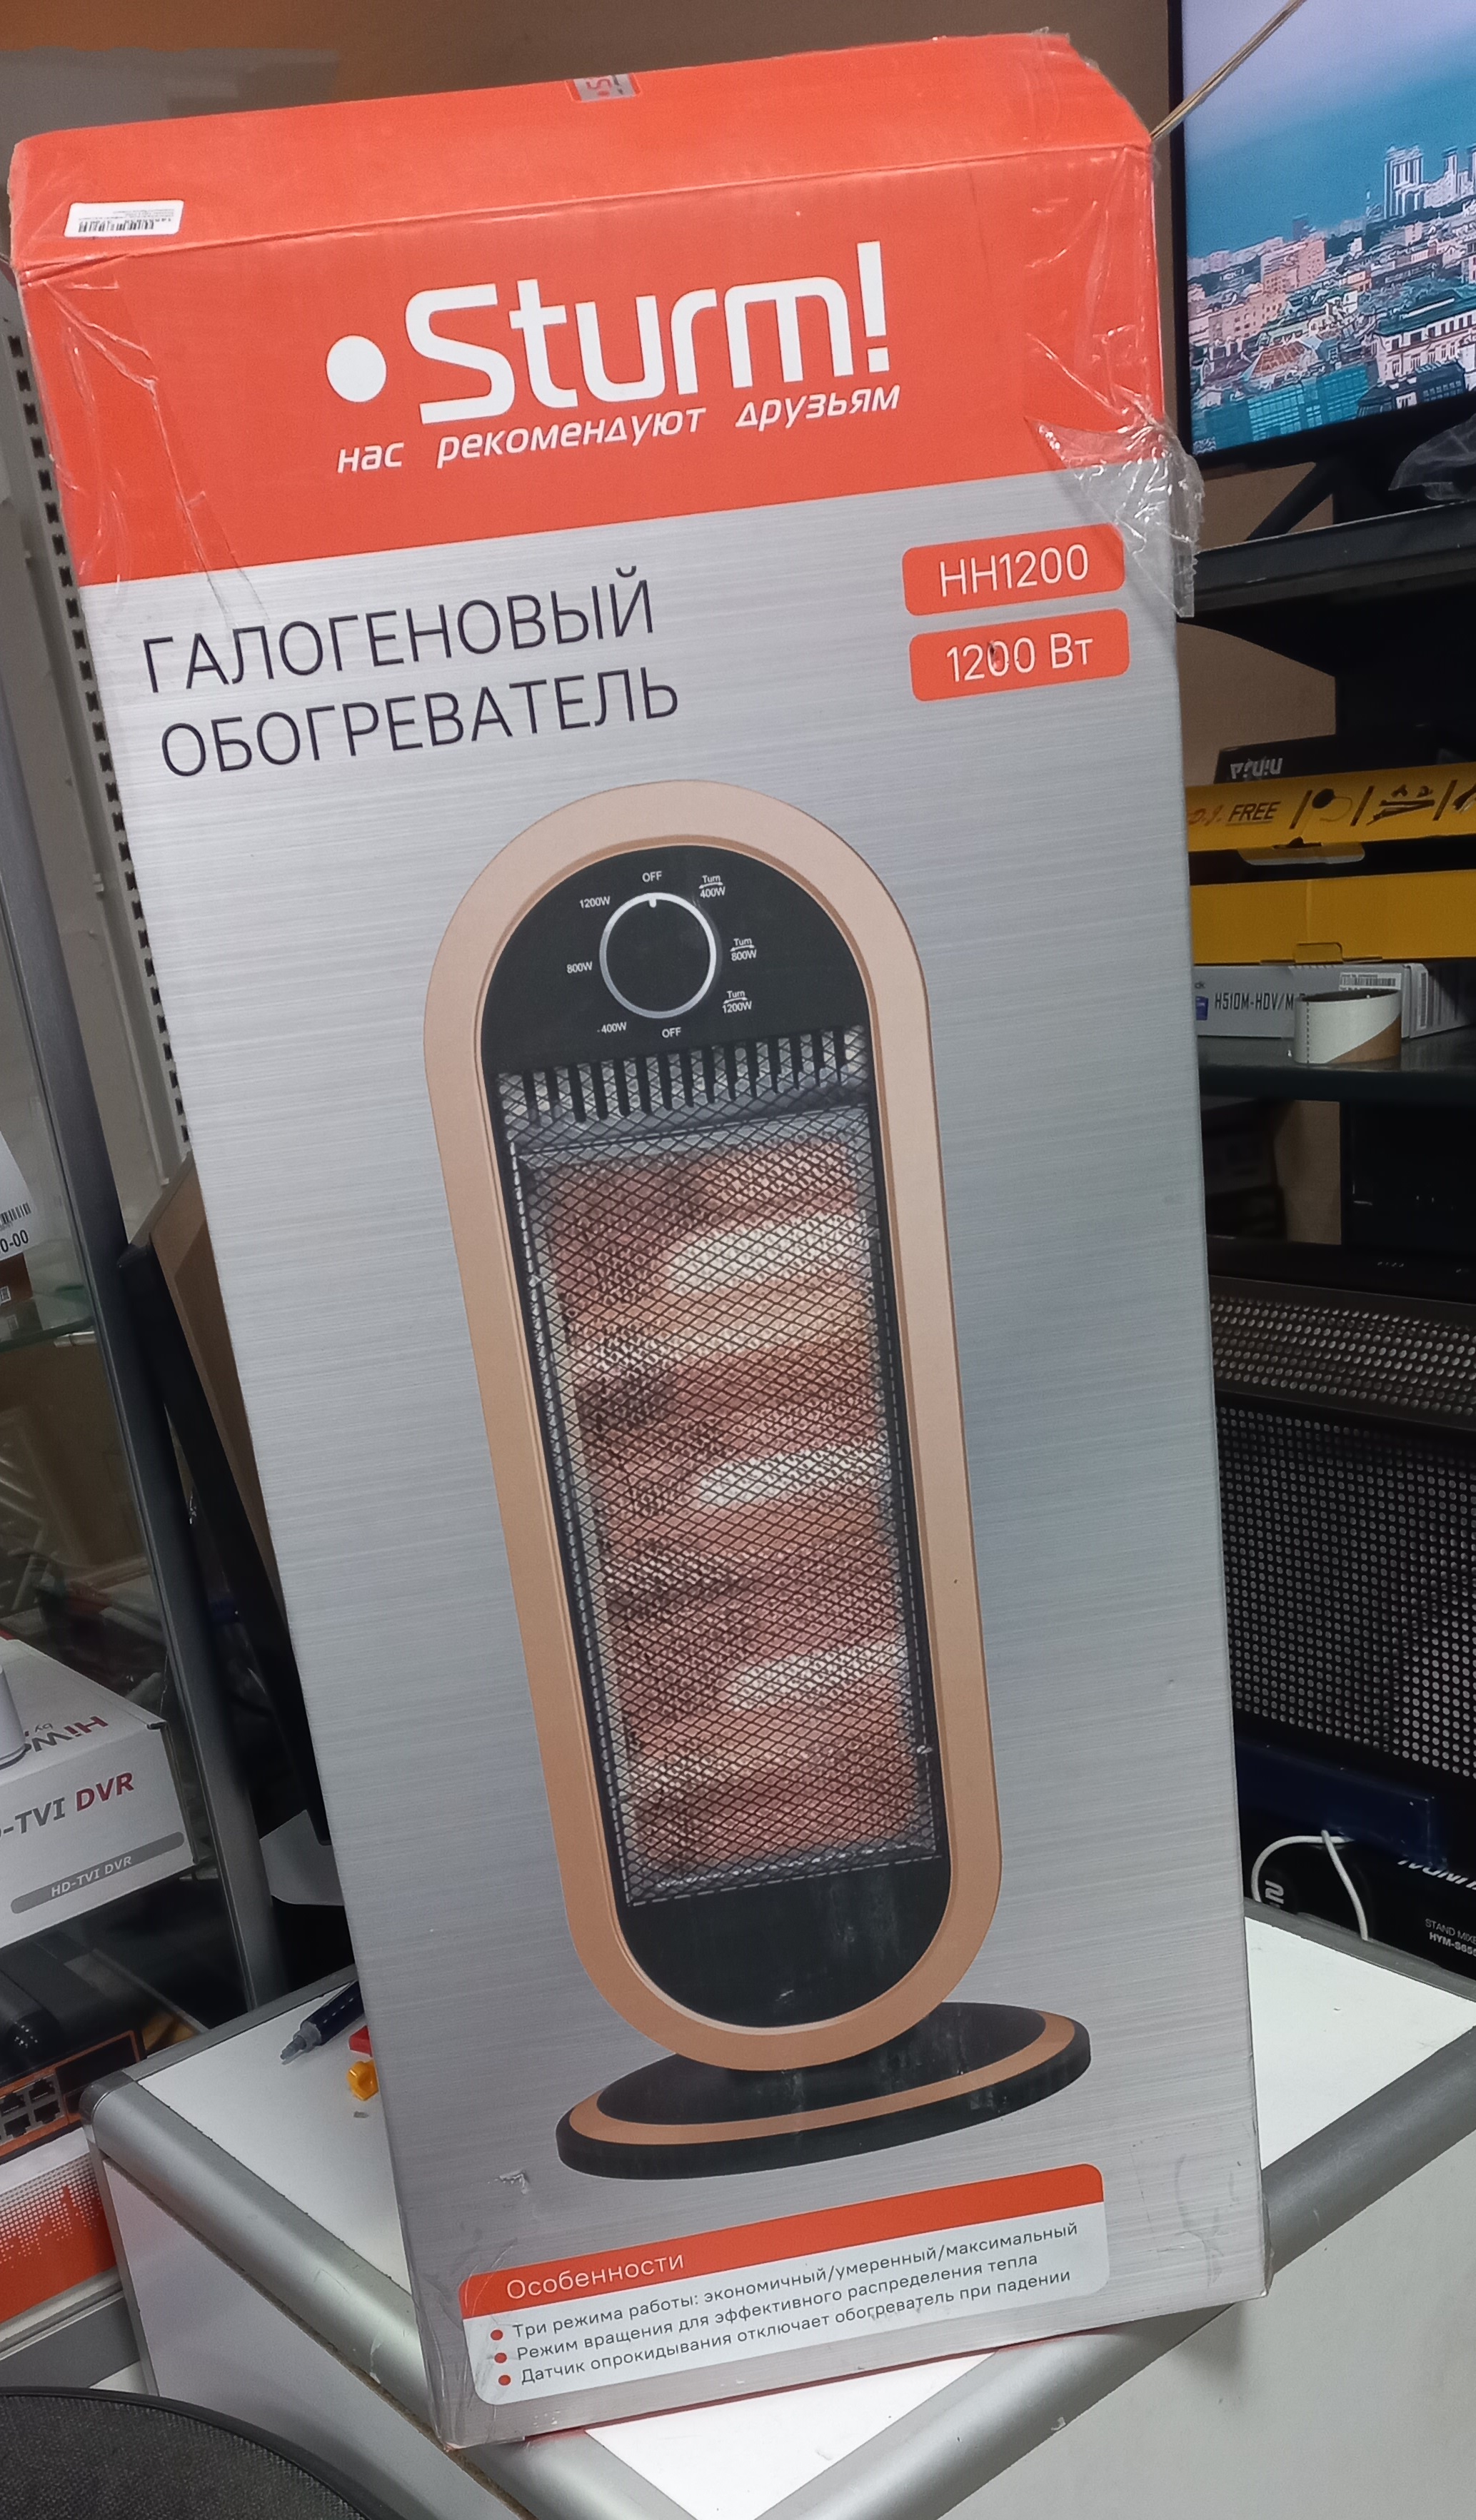 •Sturm!
нас рекомендуют друзьям
ГАЛОГЕНОВЫЙ
ОБОГРЕВАТЕЛЬ
HH1200
1200 Вт
OFF
Turn
400W
1200W
Turn
800W
800W
Turn
1200W
400W
OFF
Особенности
• Три режима работы: экономичный/умеренный/максимальный
• Режим вращения для эффективного распределения тепла
• Датчик опрокидывания отключает обогреватель при падении
FREE
H510M-HDV/M
0-00
-TVI DVR
HD-TVI DVR
STAND